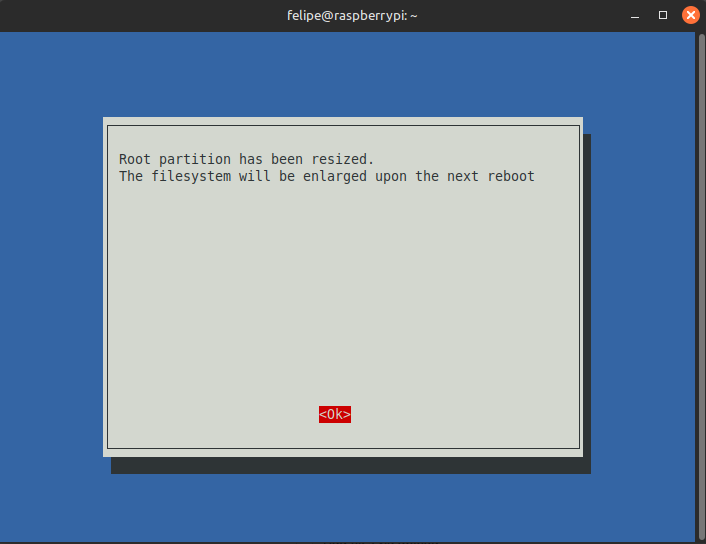 felipe@raspberrypi: ~
Root partition has been resized.
The filesystem will be enlarged upon the next reboot
<Ok>